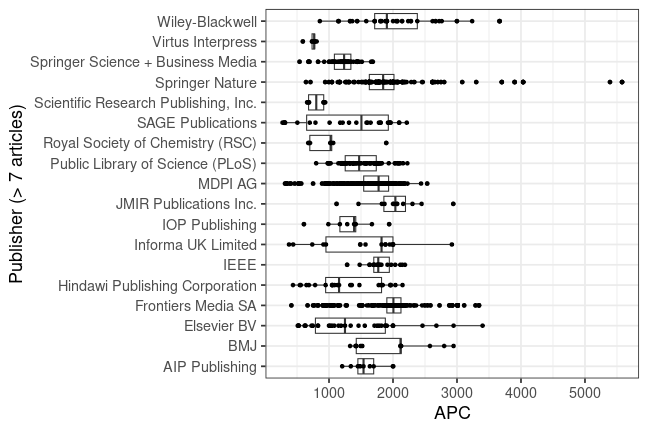 Publisher (> 7 articles)
Wiley-Blackwell
Virtus Interpress
Springer Science + Business Media
Springer Nature
Scientific Research Publishing, Inc.
SAGE Publications
Royal Society of Chemistry (RSC)
Public Library of Science (PLoS)
MDPI AG
JMIR Publications Inc.
IOP Publishing
Informa UK Limited
IEEE
Hindawi Publishing Corporation
Frontiers Media SA
Elsevier BV
BMJ
AIP Publishing
1000 2000 3000 4000 5000
APC